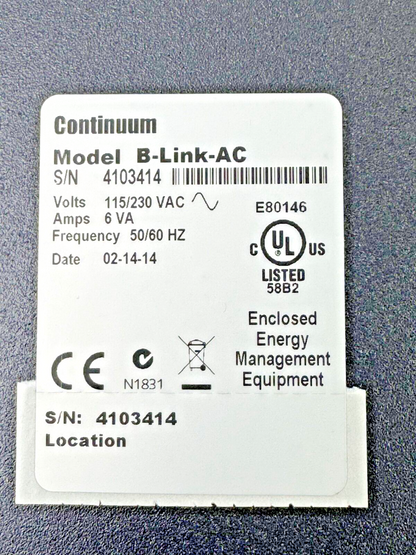 Continuum
Model B-Link-AC
S/N 4103414
Volts 115/230 VAC
Amps 6 VA
Frequency 50/60 HZ
Date 02-14-14
E80146
C UL US
LISTED
58B2
Enclosed
Energy
Management
Equipment
CE
N1831
S/N: 4103414
Location